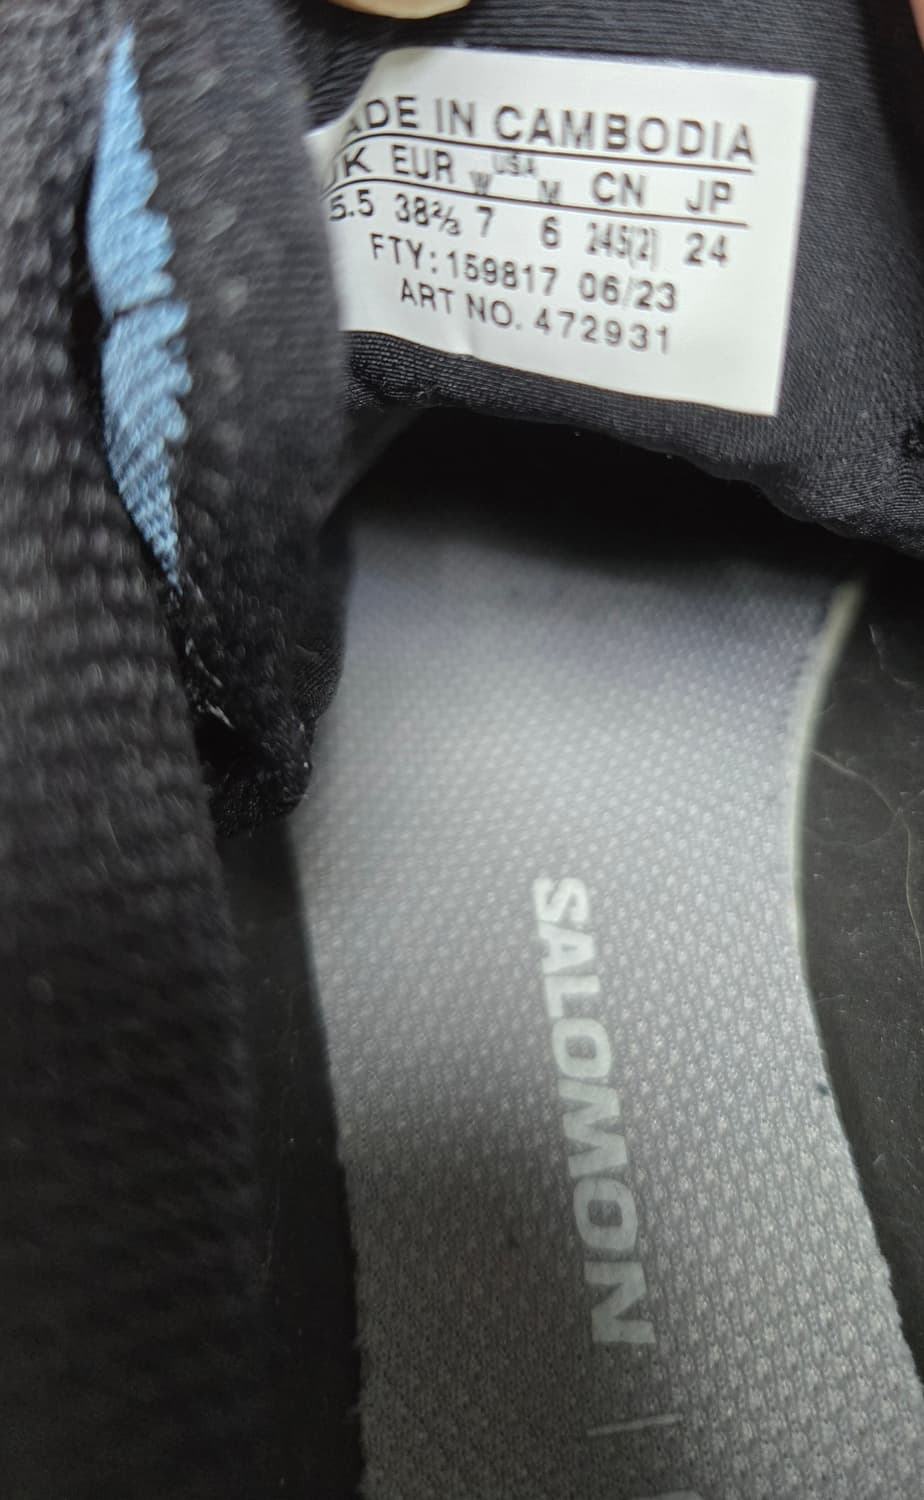 ADE IN CAMBODIA
UK EUR W USA M CN JP
5.5 38⅔ 7 6 245(2) 24
FTY: 159817 06/23
ART NO. 472931
SALOMON